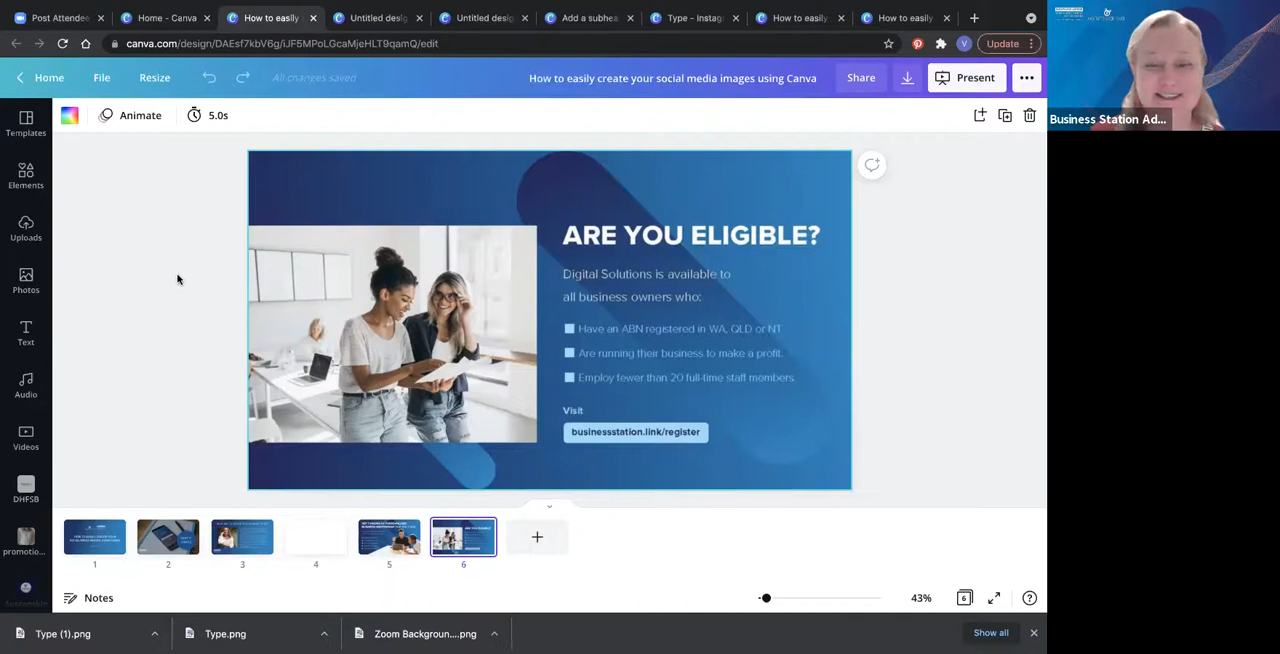 Post Attendee
Home - Canva
How to easily
Untitled desig
Untitled desig
Add a subhea
Type - Instag
How to easily
How to easily
canva.com/design/DAEsf7kbV6g/iJF5MPoLGcaMjeHLT9qamQ/edit
V
Update
Home
File
Resize
All changes saved
How to easily create your social media images using Canva
Share
Present
Business Station Ad...
Templates
Animate
5.0s
Elements
Uploads
Photos
Text
Audio
Videos
DHFSB
promotio...
ARE YOU ELIGIBLE?
Digital Solutions is available to
all business owners who:
Have an ABN registered in WA, QLD or NT
Are running their business to make a profit.
Employ fewer than 20 full-time staff members.
Visit
businessstation.link/register
1
2
3
4
5
6
Notes
43%
6
Type (1).png
Type.png
Zoom Backgroun....png
Show all